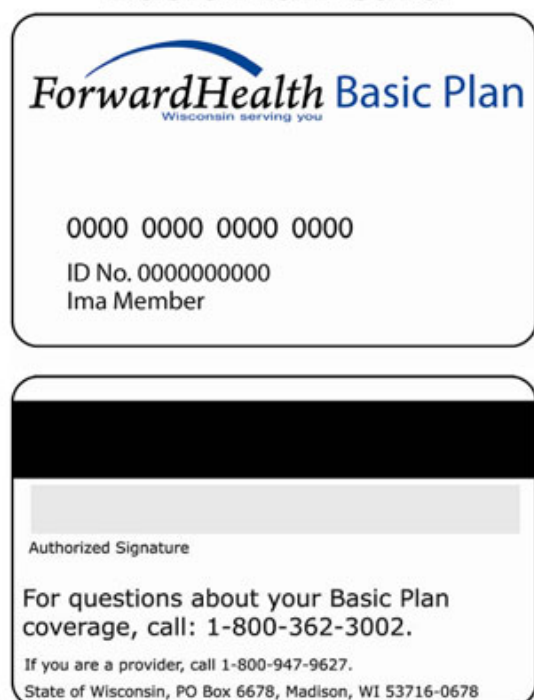 ForwardHealth Basic Plan
Wisconsin serving you
0000 0000 0000 0000
ID No. 0000000000
Ima Member
Authorized Signature
For questions about your Basic Plan
coverage, call: 1-800-362-3002.
If you are a provider, call 1-800-947-9627.
State of Wisconsin, PO Box 6678, Madison, WI 53716-0678